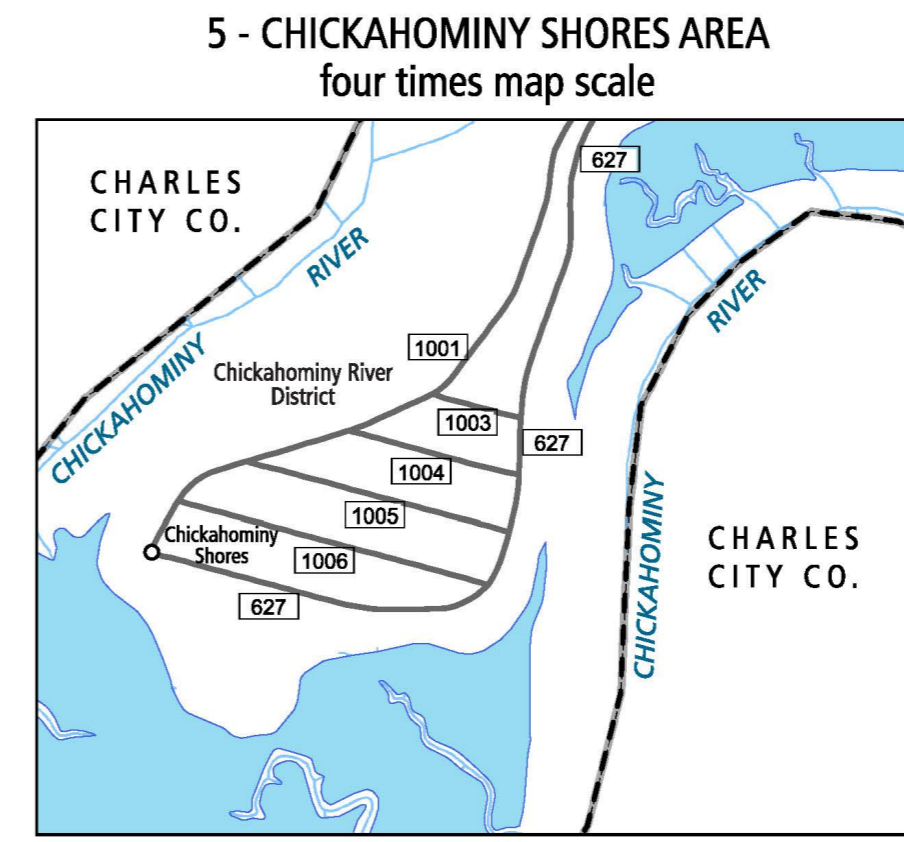 5 - CHICKAHOMINY SHORES AREA
four times map scale
627
CHARLES
CITY CO.
RIVER
RIVER
CHICKAHOMINY
1001
Chickahominy River
District
1003
627
1004
CHICKAHOMINY
1005
Chickahominy
Shores
1006
CHARLES
CITY CO.
627